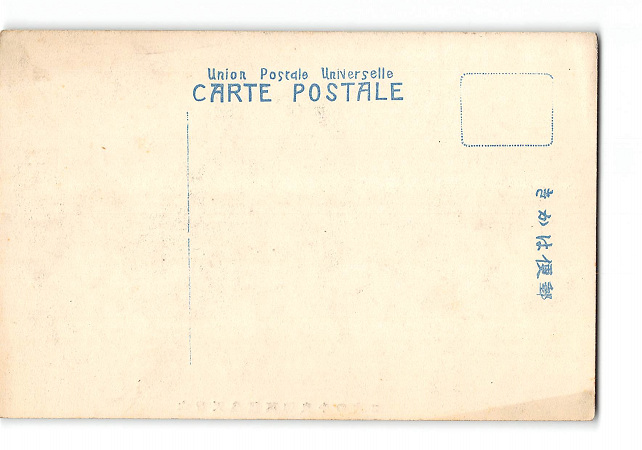 Union Postale Universelle
CARTE POSTALE
きかは便郵